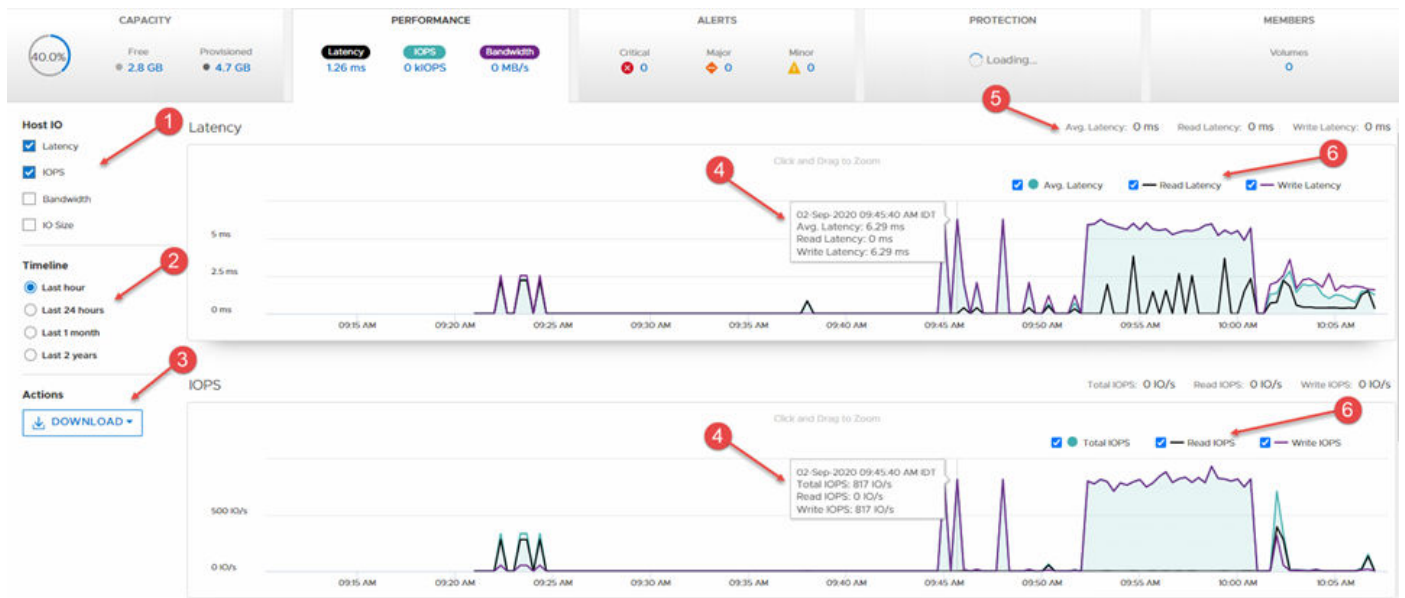 CAPACITY
PERFORMANCE
ALERTS
PROTECTION
MEMBERS
40.0%
Free
2.8 GB
Provisioned
4.7 GB
Latency
1.26 ms
IOPS
0 kIOPS
Bandwidth
0 MB/s
Critical
0
Major
0
Minor
0
Loading...
Volumes
0
Host IO
Latency
IOPS
Bandwidth
IO Size
1
Timeline
Last hour
Last 24 hours
Last 1 month
Last 2 years
2
Actions
DOWNLOAD
3
Latency
5
Avg. Latency: 0 ms Read Latency: 0 ms Write Latency: 0 ms
Click and Drag to Zoom
6
Avg. Latency Read Latency Write Latency
4
02-Sep-2020 09:45:40 AM IDT
Avg. Latency: 6.29 ms
Read Latency: 0 ms
Write Latency: 6.29 ms
5 ms
2.5 ms
0 ms
09:15 AM 09:20 AM 09:25 AM 09:30 AM 09:35 AM 09:40 AM 09:45 AM 09:50 AM 09:55 AM 10:00 AM 10:05 AM
IOPS
Total IOPS: 0 IO/s Read IOPS: 0 IO/s Write IOPS: 0 IO/s
Click and Drag to Zoom
6
Total IOPS Read IOPS Write IOPS
4
02-Sep-2020 09:45:40 AM IDT
Total IOPS: 817 IO/s
Read IOPS: 0 IO/s
Write IOPS: 817 IO/s
500 IO/s
0 IO/s
09:15 AM 09:20 AM 09:25 AM 09:30 AM 09:35 AM 09:40 AM 09:45 AM 09:50 AM 09:55 AM 10:00 AM 10:05 AM